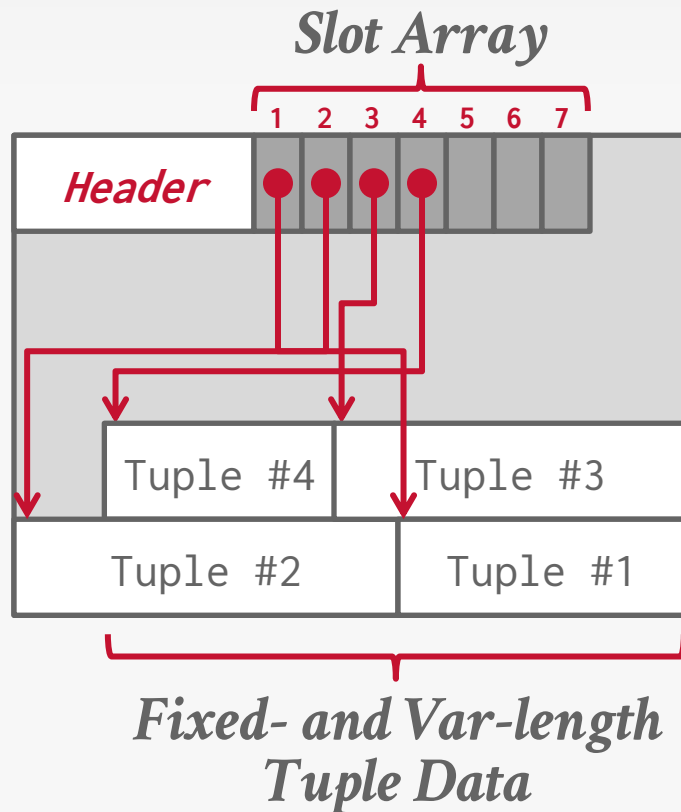 Slot Array
1 2 3 4 5 6 7
Header
Tuple #4 Tuple #3
Tuple #2 Tuple #1
Fixed- and Var-length
Tuple Data